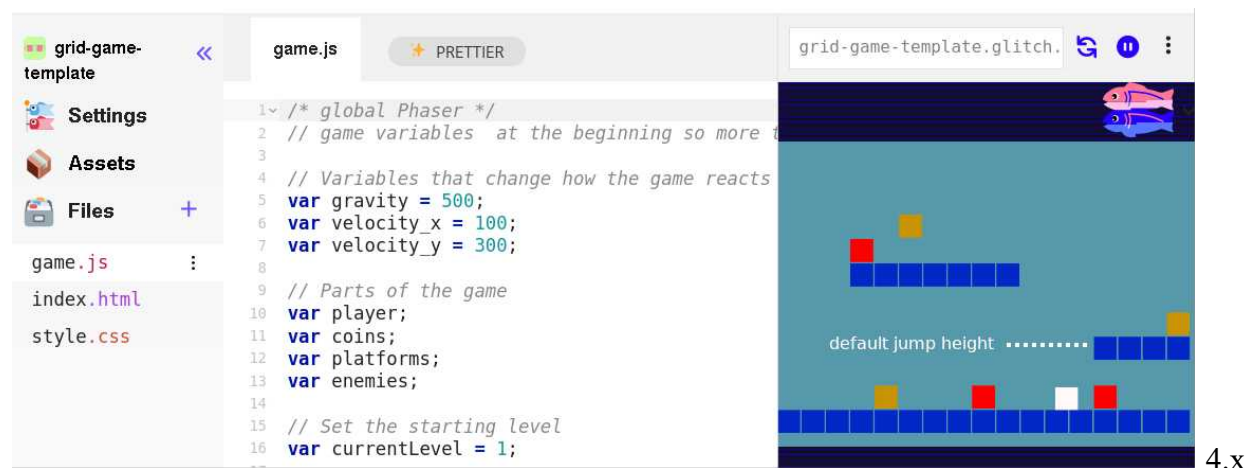 grid-game-
template
«
Settings
Assets
Files +
game.js
index.html
style.css
game.js
PRETTIER
1 /* global Phaser */
2 // game variables  at the beginning so more t
3
4 // Variables that change how the game reacts
5 var gravity = 500;
6 var velocity_x = 100;
7 var velocity_y = 300;
8
9 // Parts of the game
10 var player;
11 var coins;
12 var platforms;
13 var enemies;
14
15 // Set the starting level
16 var currentLevel = 1;
grid-game-template.glitch.
default jump height
4.x